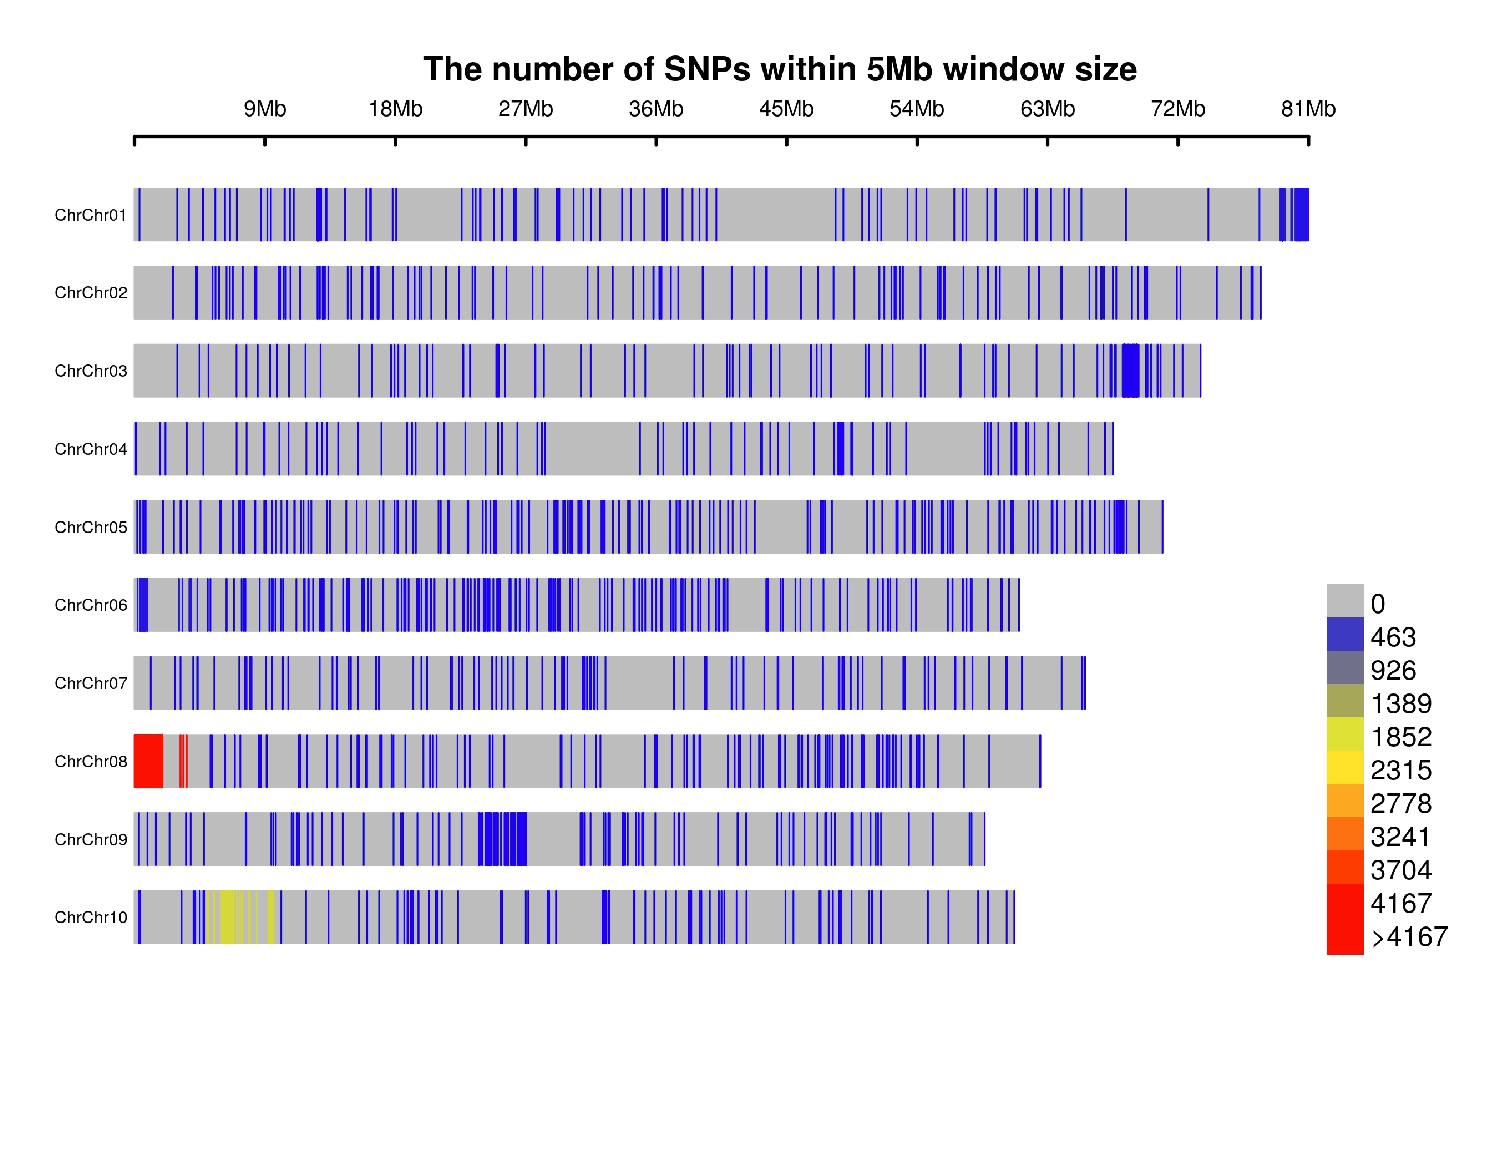 The number of SNPs within 5Mb window size
9Mb 18Mb 27Mb 36Mb 45Mb 54Mb 63Mb 72Mb 81Mb
ChrChr01
ChrChr02
ChrChr03
ChrChr04
ChrChr05
ChrChr06
ChrChr07
ChrChr08
ChrChr09
ChrChr10
0
463
926
1389
1852
2315
2778
3241
3704
4167
>4167